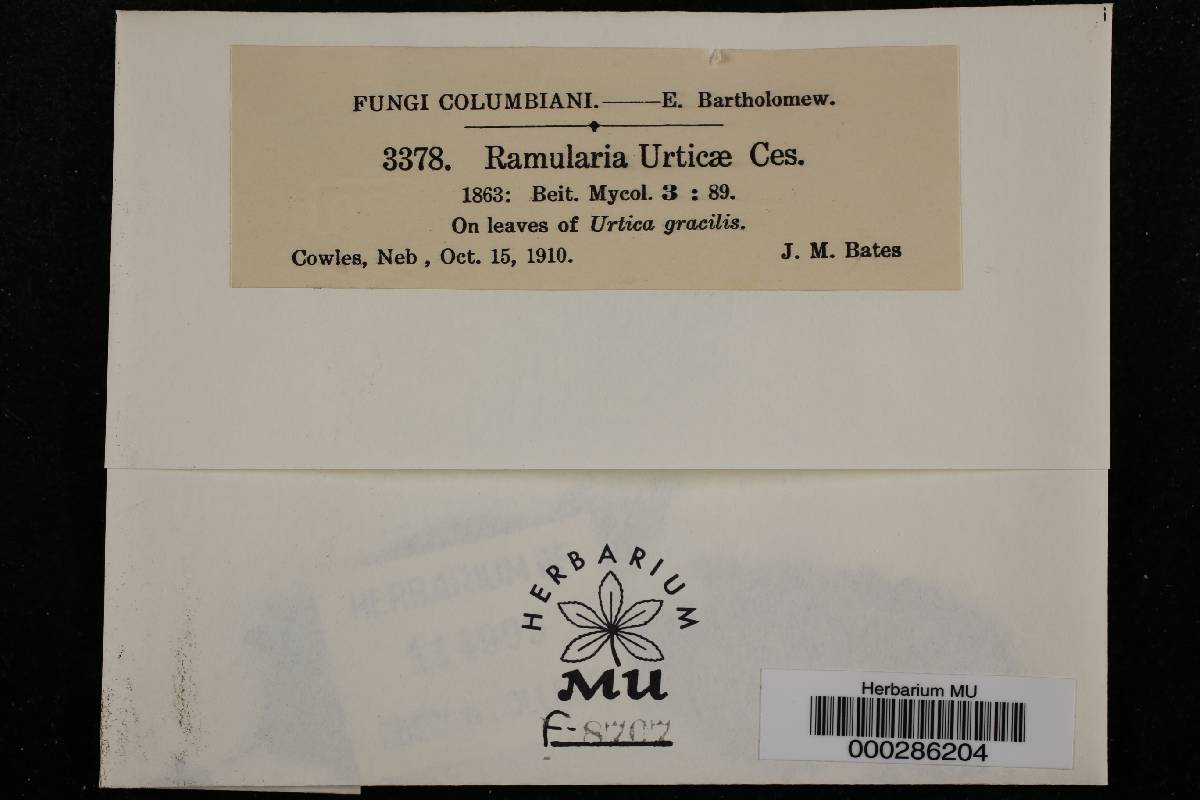 FUNGI COLUMBIANI.——E. Bartholomew.
3378. Ramularia Urticæ Ces.
1863: Beit. Mycol. 3 : 89.
On leaves of Urtica gracilis.
Cowles, Neb , Oct. 15, 1910. J. M. Bates
HERBARIUM
MU
F-8707
Herbarium MU
000286204